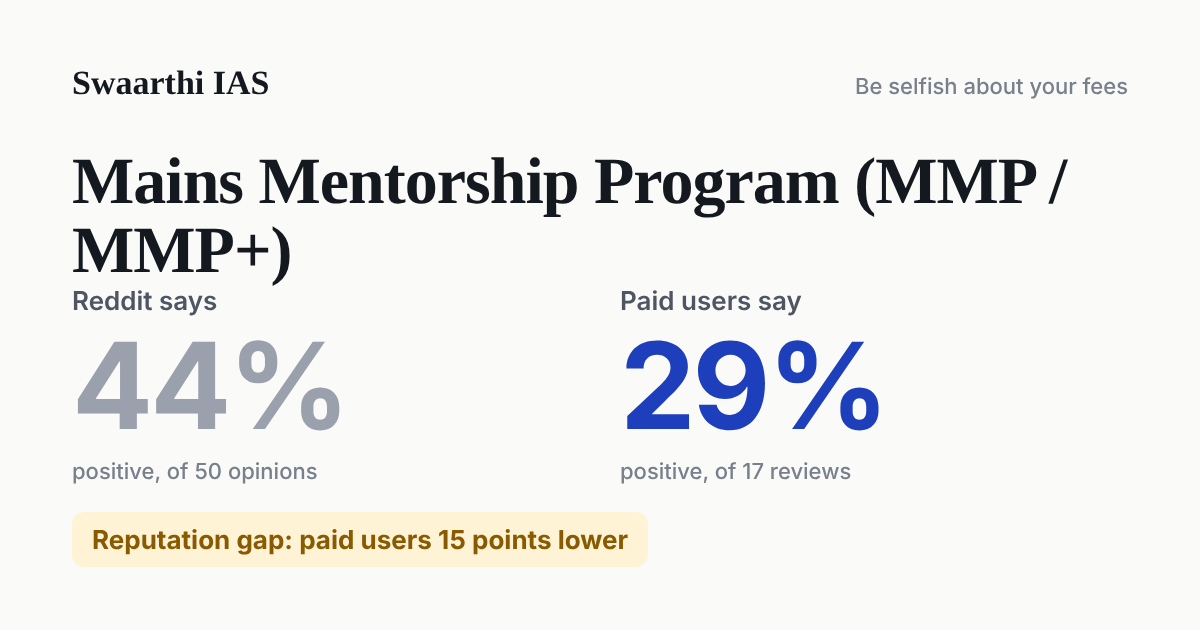 Swaarthi IAS
Be selfish about your fees
Mains Mentorship Program (MMP /
MMP+)
Reddit says
44%
positive, of 50 opinions
Paid users say
29%
positive, of 17 reviews
Reputation gap: paid users 15 points lower